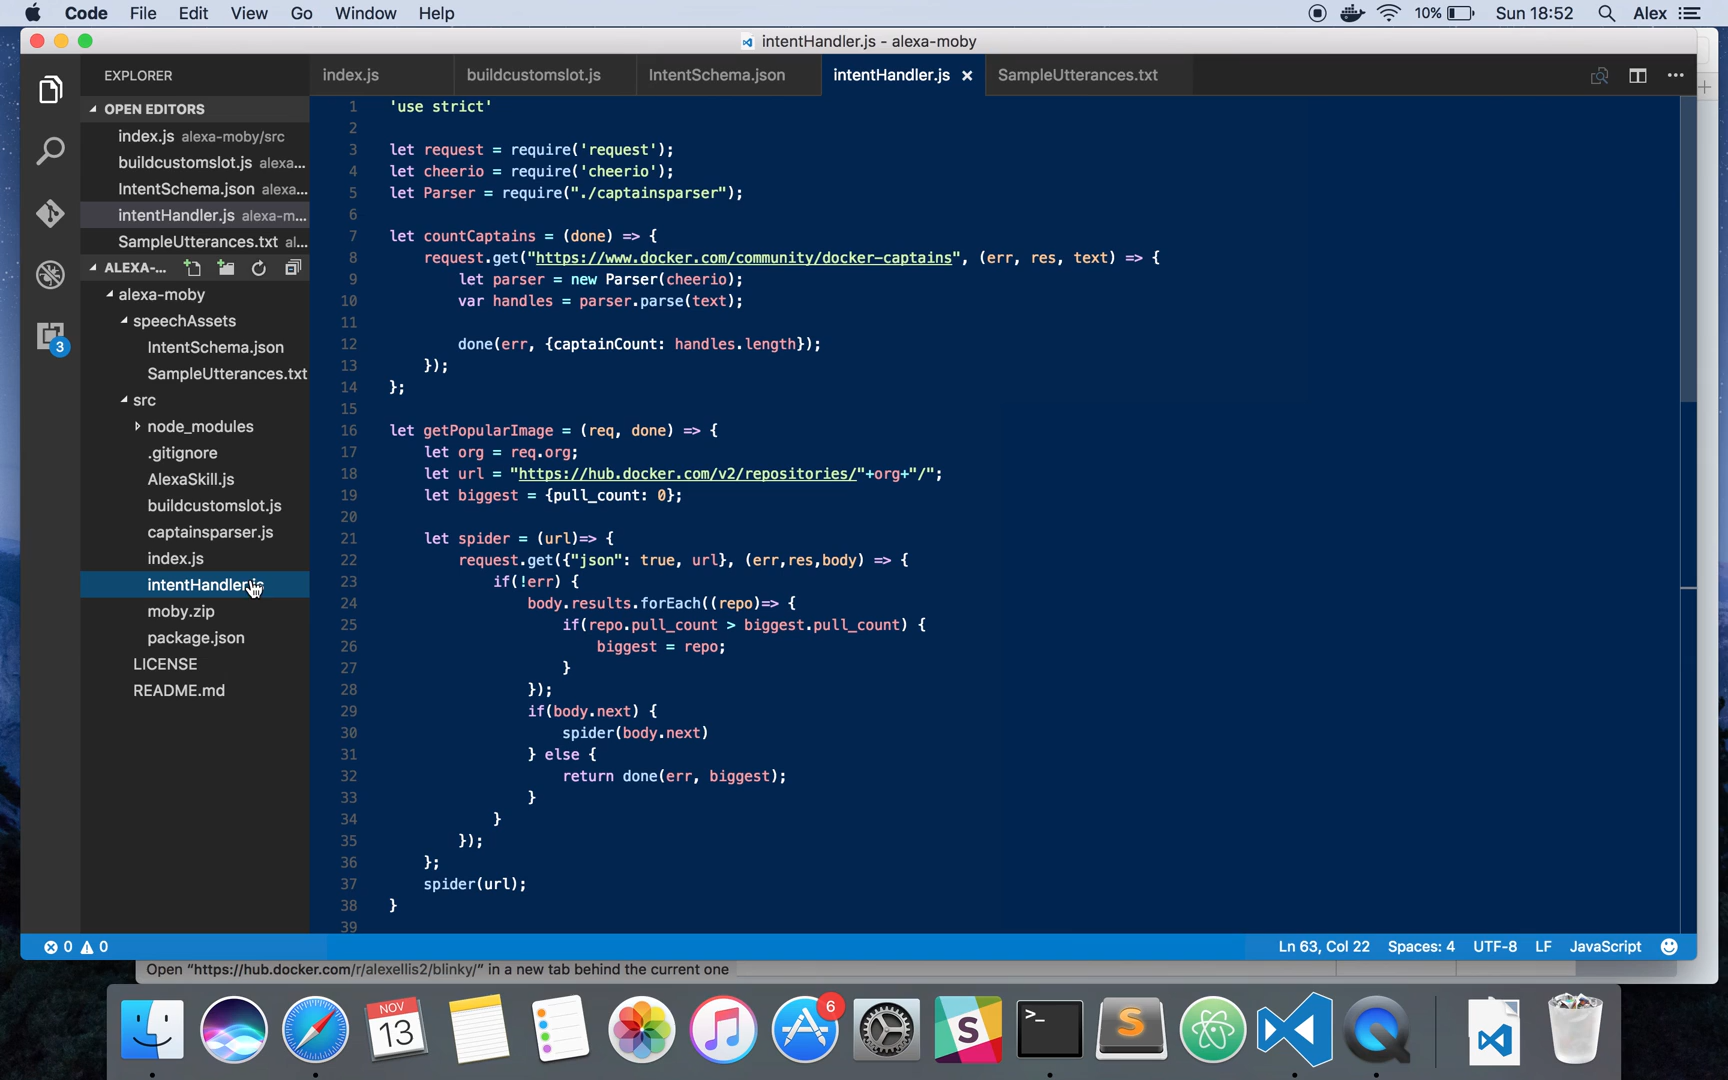 Code File Edit View Go Window Help 10% Sun 18:52 Alex
intentHandler.js - alexa-moby
EXPLORER
index.js buildcustomslot.js IntentSchema.json intentHandler.js SampleUtterances.txt
OPEN EDITORS
index.js alexa-moby/src
buildcustomslot.js alexa...
IntentSchema.json alexa...
intentHandler.js alexa-m...
SampleUtterances.txt al...
ALEXA-...
alexa-moby
speechAssets
IntentSchema.json
SampleUtterances.txt
src
node_modules
.gitignore
AlexaSkill.js
buildcustomslot.js
captainsparser.js
index.js
intentHandler.js
moby.zip
package.json
LICENSE
README.md
3
1 'use strict'
2
3 let request = require('request');
4 let cheerio = require('cheerio');
5 let Parser = require("./captainsparser");
6
7 let countCaptains = (done) => {
8 request.get("https://www.docker.com/community/docker-captains", (err, res, text) => {
9 let parser = new Parser(cheerio);
10 var handles = parser.parse(text);
11
12 done(err, {captainCount: handles.length});
13 });
14 };
15
16 let getPopularImage = (req, done) => {
17 let org = req.org;
18 let url = "https://hub.docker.com/v2/repositories/"+org+"/";
19 let biggest = {pull_count: 0};
20
21 let spider = (url)=> {
22 request.get({"json": true, url}, (err,res,body) => {
23 if(!err) {
24 body.results.forEach((repo)=> {
25 if(repo.pull_count > biggest.pull_count) {
26 biggest = repo;
27 }
28 });
29 if(body.next) {
30 spider(body.next)
31 } else {
32 return done(err, biggest);
33 }
34 }
35 });
36 };
37 spider(url);
38 }
39
0 0 Ln 63, Col 22 Spaces: 4 UTF-8 LF JavaScript
Open "https://hub.docker.com/r/alexellis2/blinky/" in a new tab behind the current one
NOV
13
6
S
>_
S